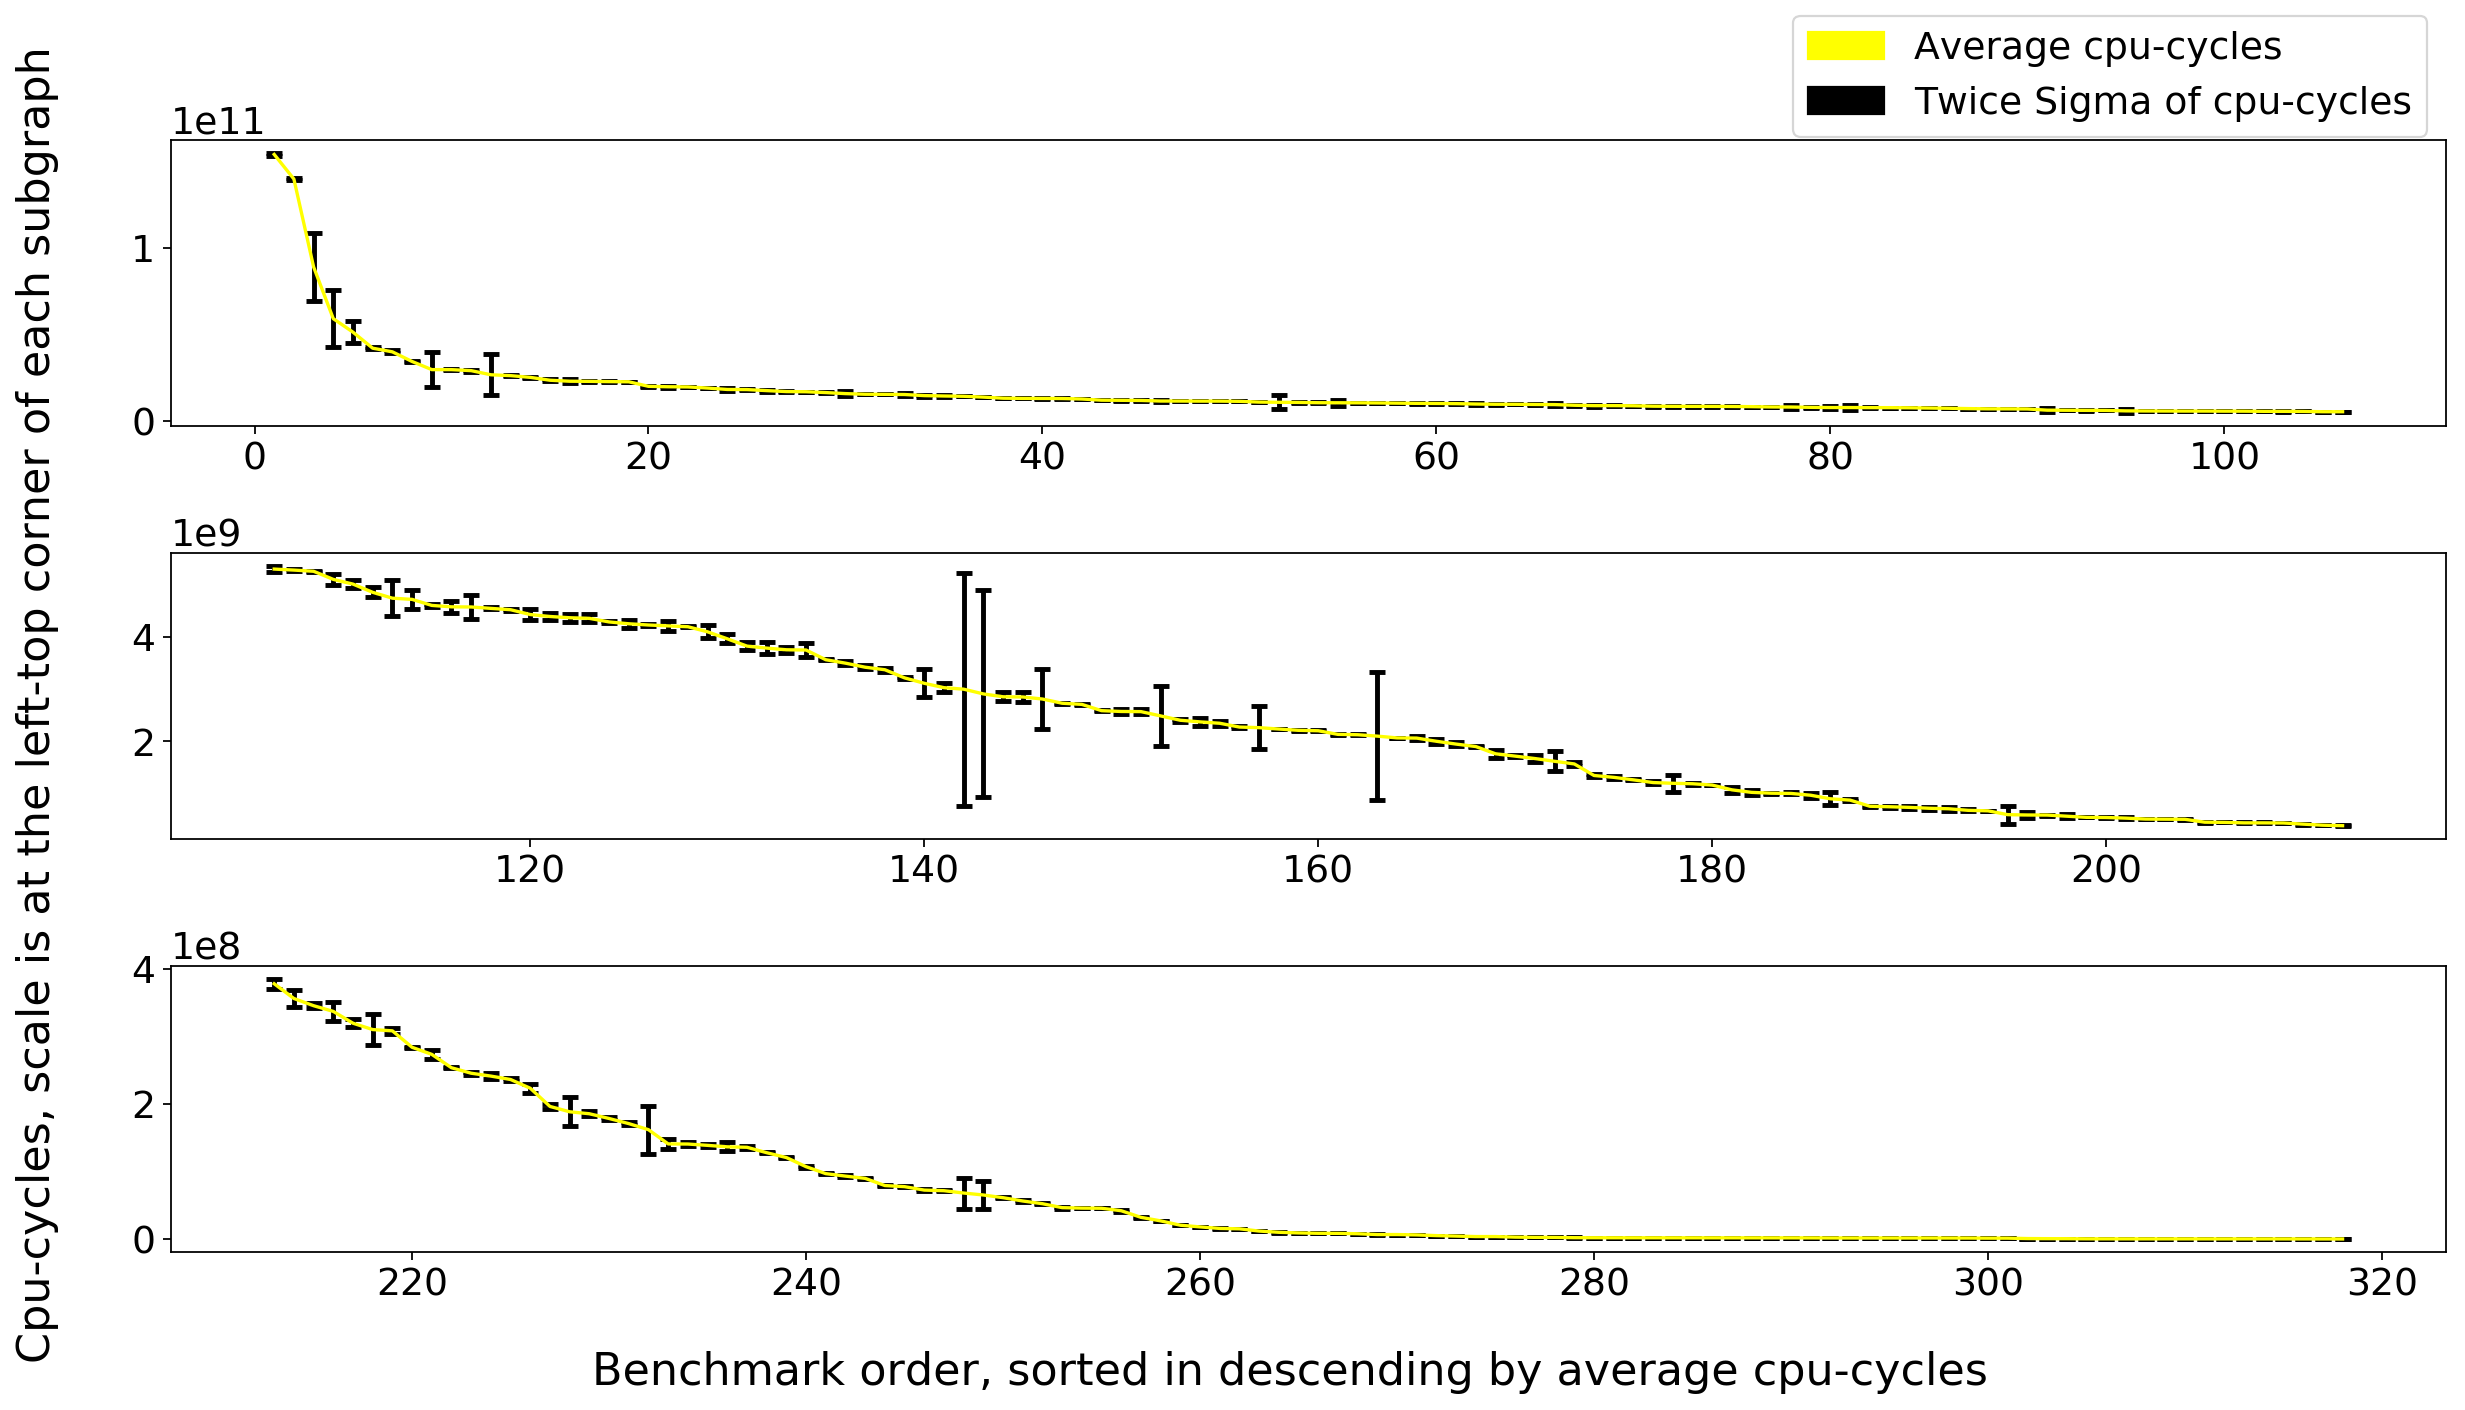 Average cpu-cycles
Twice Sigma of cpu-cycles
Cpu-cycles, scale is at the left-top corner of each subgraph
1e11
1
0
0 20 40 60 80 100
1e9
4
2
120 140 160 180 200
1e8
4
2
0
220 240 260 280 300 320
Benchmark order, sorted in descending by average cpu-cycles